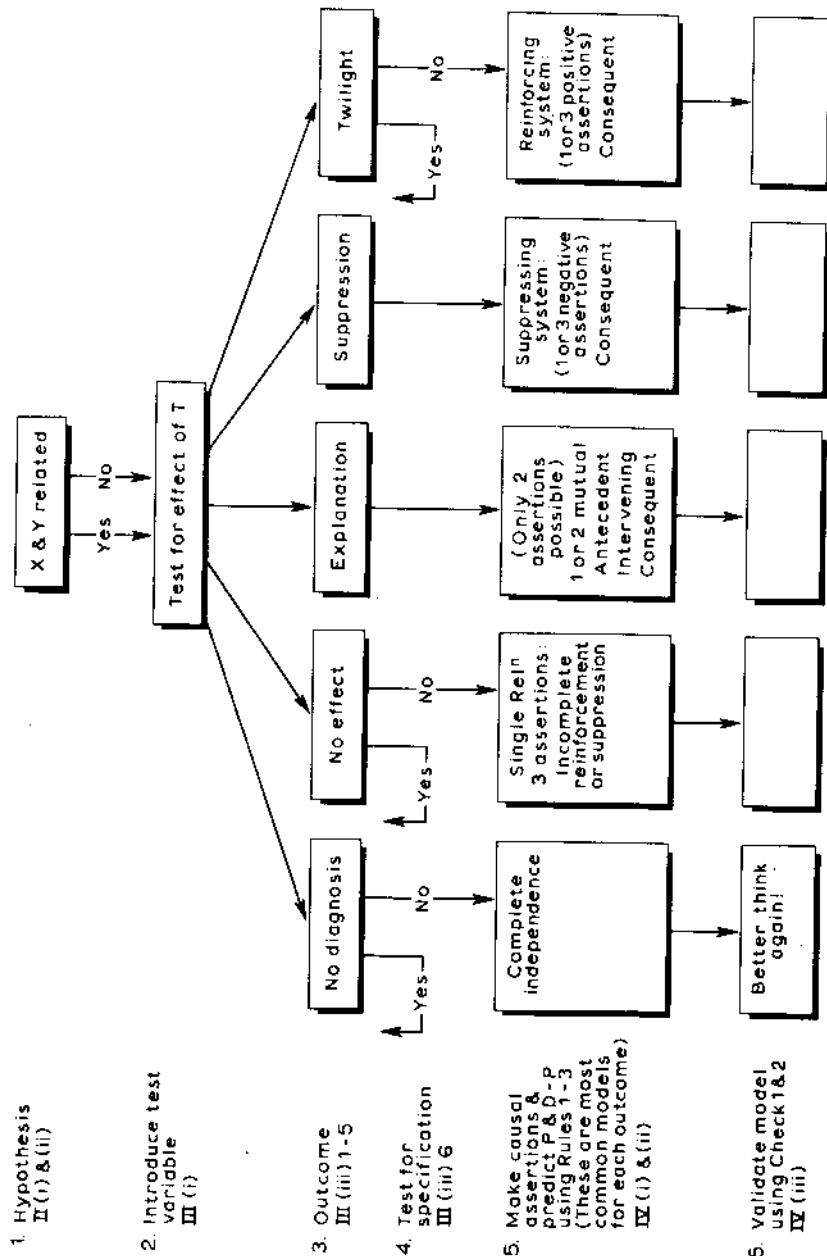 1. Hypothesis
II (i) & (ii)
X & Y related
Yes
No
2. Introduce test
variable
III (i)
Test for effect of T
3. Outcome
III (iii) 1-5
No diagnosis
No effect
Explanation
Suppression
Twilight
4. Test for
specification
III (iii) 6
Yes
No
Yes
No
Yes
No
5. Make causal
assertions &
predict P & D-P
using Rules 1-3
(These are most
common models
for each outcome)
IV (i) & (ii)
Complete
independence
Single Relⁿ
3 assertions:
Incomplete
reinforcement
or suppression
(Only 2
assertions
possible)
1 or 2 mutual
Antecedent
Intervening
Consequent
Suppressing
system:
(1 or 3 negative
assertions)
Consequent
Reinforcing
system:
(1 or 3 positive
assertions)
Consequent
5. Validate model
using Check 1 & 2
IV (iii)
Better think
again!